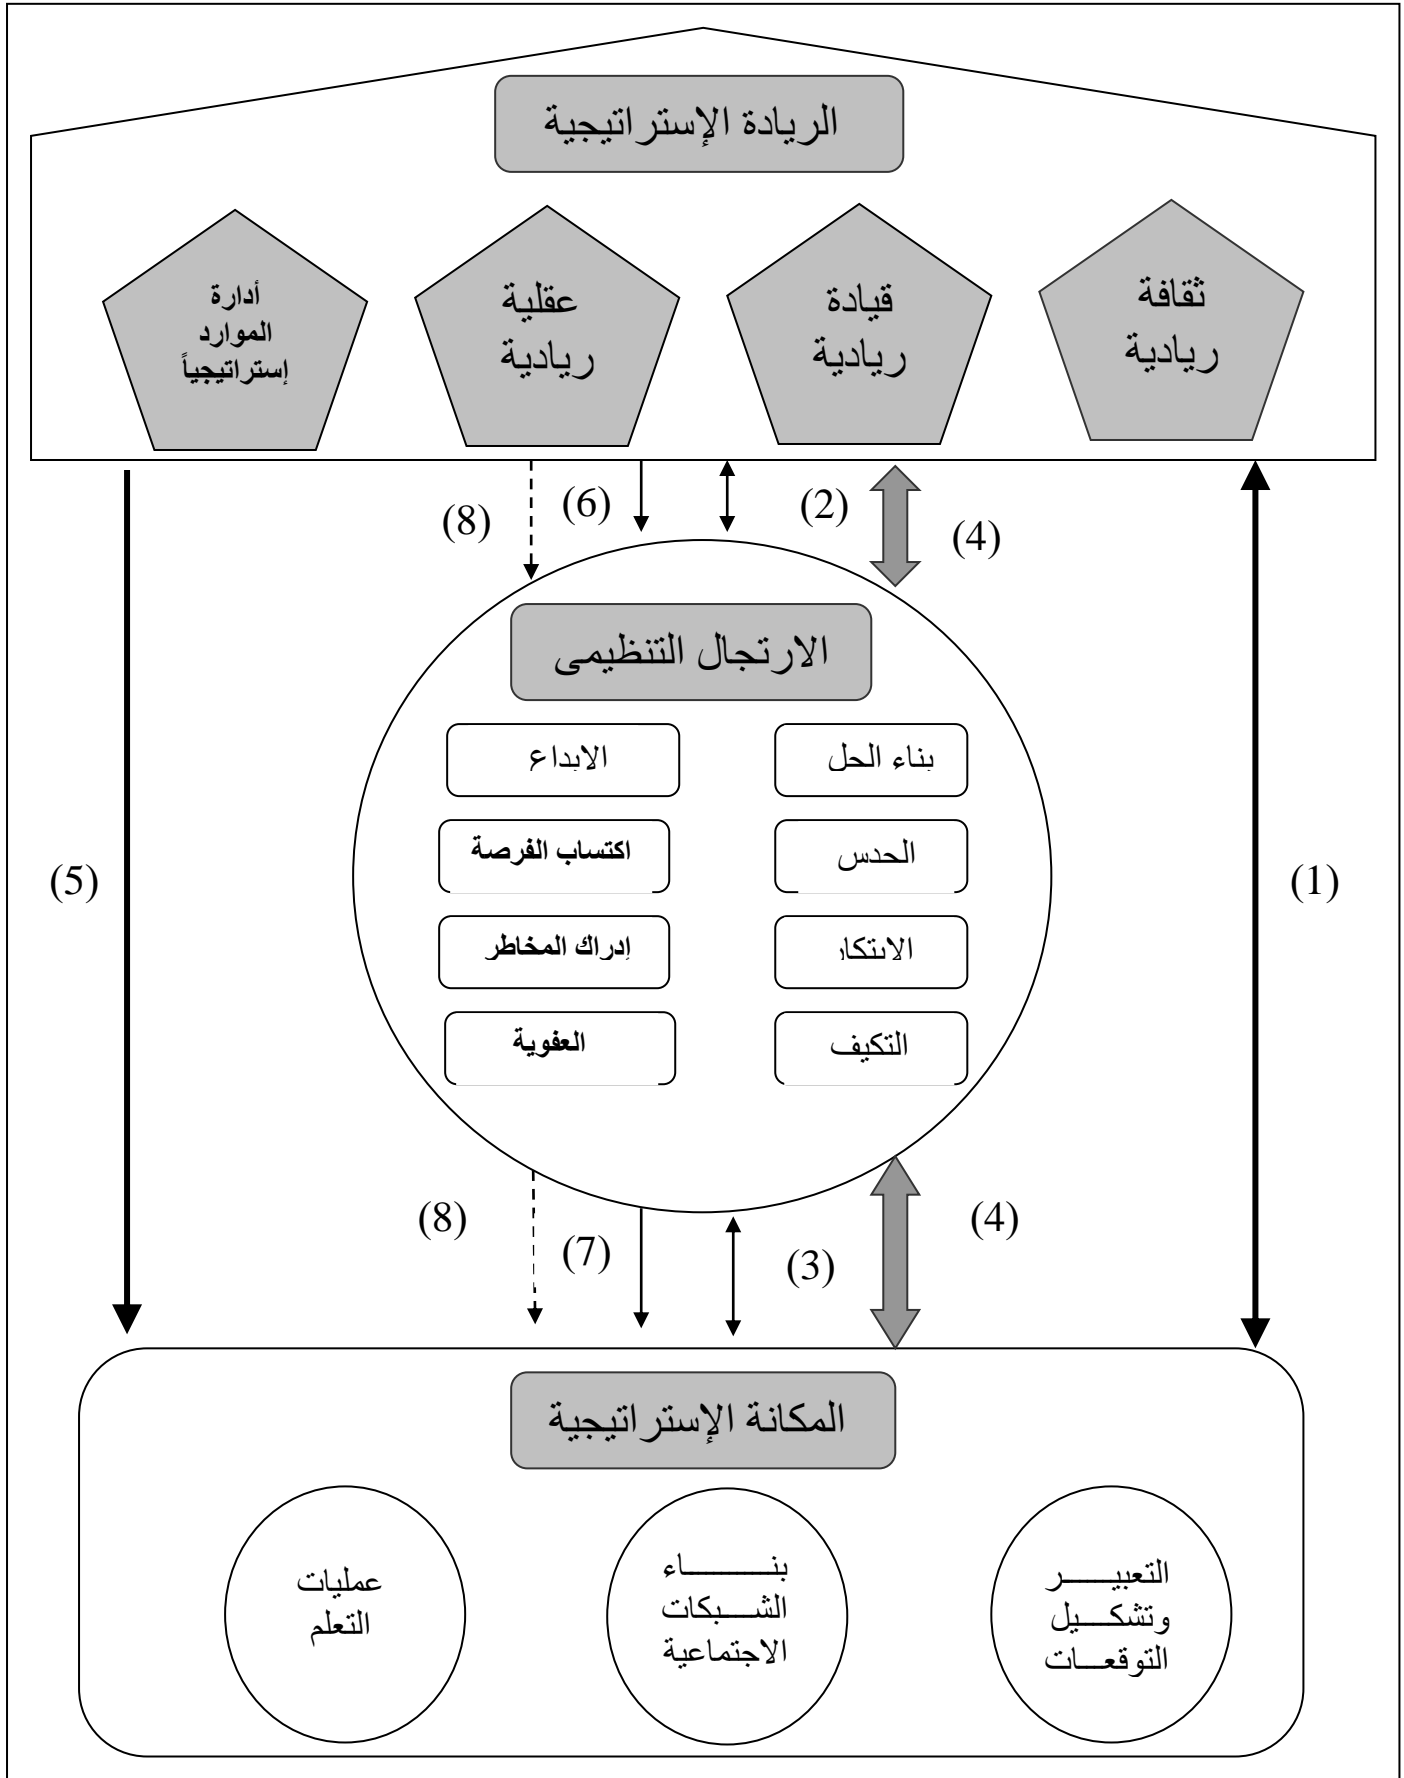 الريادة الإستراتيجية
ثقافة
ريادية
قيادة
ريادية
عقلية
ريادية
أدارة
الموارد
إستراتيجياً
(4)
(2)
(6)
(8)
الارتجال التنظيمى
بناء الحل
الابداع
الحدس
اكتساب الفرصة
الابتكار
إدراك المخاطر
التكيف
العفوية
(1)
(5)
(4)
(3)
(7)
(8)
المكانة الإستراتيجية
التعبيـــــر
وتشكـــيل
التوقعـــات
بنـــــــــاء
الشـــبكات
الاجتماعية
عمليات
التعلم